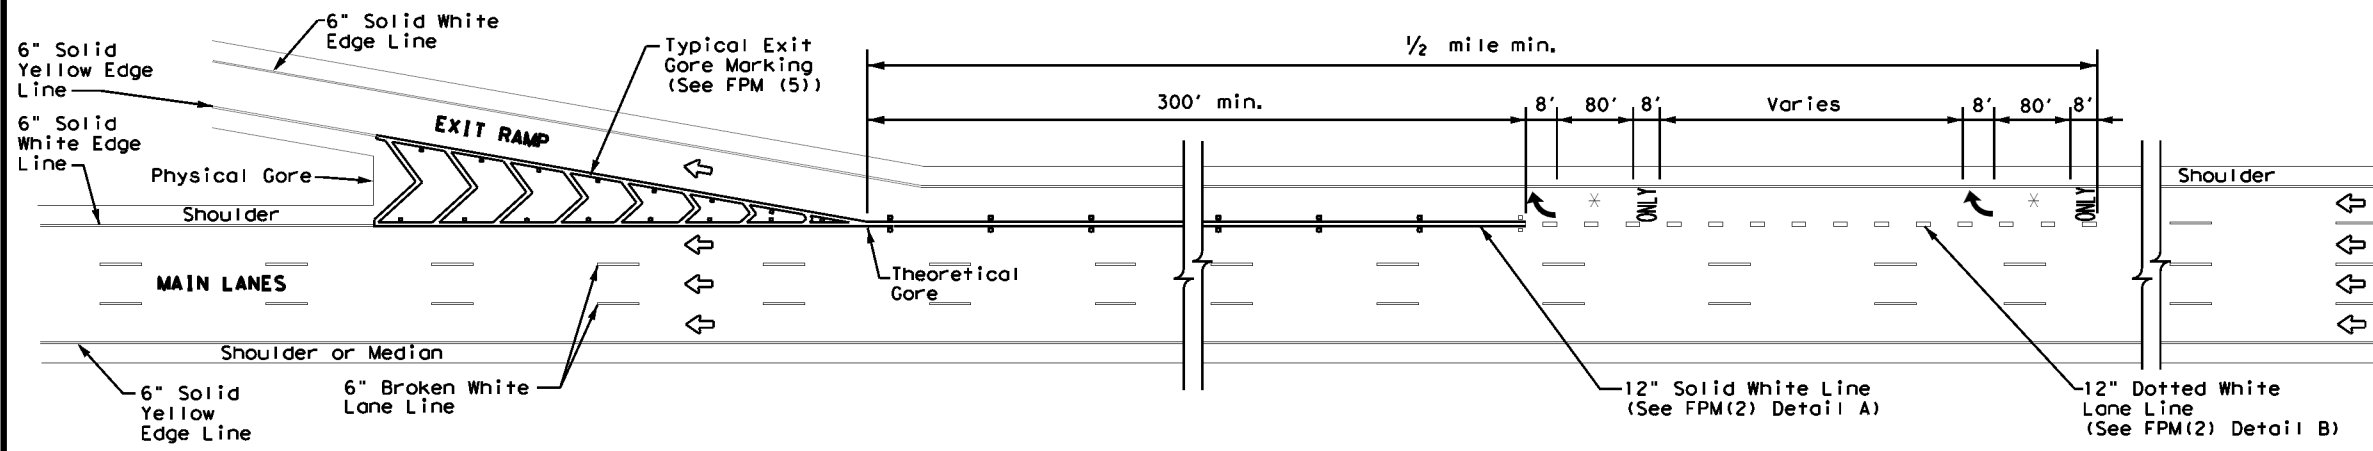 6" Solid White
Edge Line
6" Solid
Yellow Edge
Line
Typical Exit
Gore Marking
(See FPM (5))
½ mile min.
300' min.
8'
80'
8'
Varies
8'
80'
8'
6" Solid
White Edge
Line
EXIT RAMP
Physical Gore
Shoulder
*
ONLY
*
ONLY
Shoulder
MAIN LANES
Theoretical
Gore
Shoulder or Median
6" Solid
Yellow
Edge Line
6" Broken White
Lane Line
12" Solid White Line
(See FPM(2) Detail A)
12" Dotted White
Lane Line
(See FPM(2) Detail B)